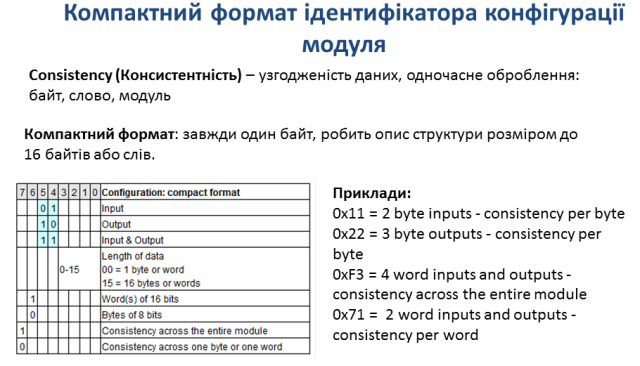 Компактний формат ідентифікатора конфігурації
модуля
Consistency (Консистентність) – узгодженість даних, одночасне оброблення:
байт, слово, модуль
Компактний формат: завжди один байт, робить опис структури розміром до
16 байтів або слів.
7 6 5 4 3 2 1 0 Configuration: compact format
0 1 Input
1 0 Output
1 1 Input & Output
0-15 Length of data
00 = 1 byte or word
15 = 16 bytes or words
1 Word(s) of 16 bits
0 Bytes of 8 bits
1 Consistency across the entire module
0 Consistency across one byte or one word
Приклади:
0x11 = 2 byte inputs - consistency per byte
0x22 = 3 byte outputs - consistency per
byte
0xF3 = 4 word inputs and outputs -
consistency across the entire module
0x71 = 2 word inputs and outputs -
consistency per word